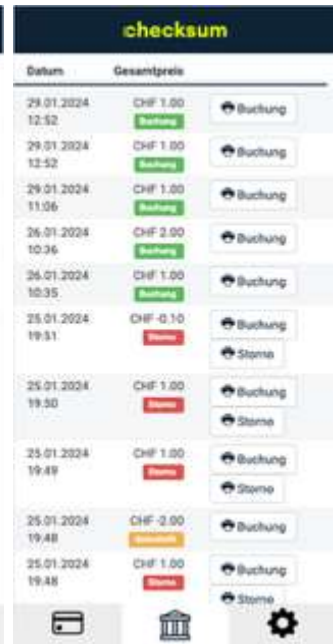 checksum
Datum Gesamtpreis
29.01.2024 CHF 1.00 Buchung
12:52 Buchung
29.01.2024 CHF 1.00 Buchung
12:52 Buchung
29.01.2024 CHF 1.00 Buchung
11:06 Buchung
26.01.2024 CHF 2.00 Buchung
10:36 Buchung
26.01.2024 CHF 1.00 Buchung
10:35 Buchung
25.01.2024 CHF -0.10 Buchung
19:51 Storno
Storno
25.01.2024 CHF 1.00 Buchung
19:50 Storno
Storno
25.01.2024 CHF 1.00 Buchung
19:49 Storno
Storno
25.01.2024 CHF -2.00 Buchung
19:48
25.01.2024 CHF 1.00 Buchung
19:48 Storno
Storno